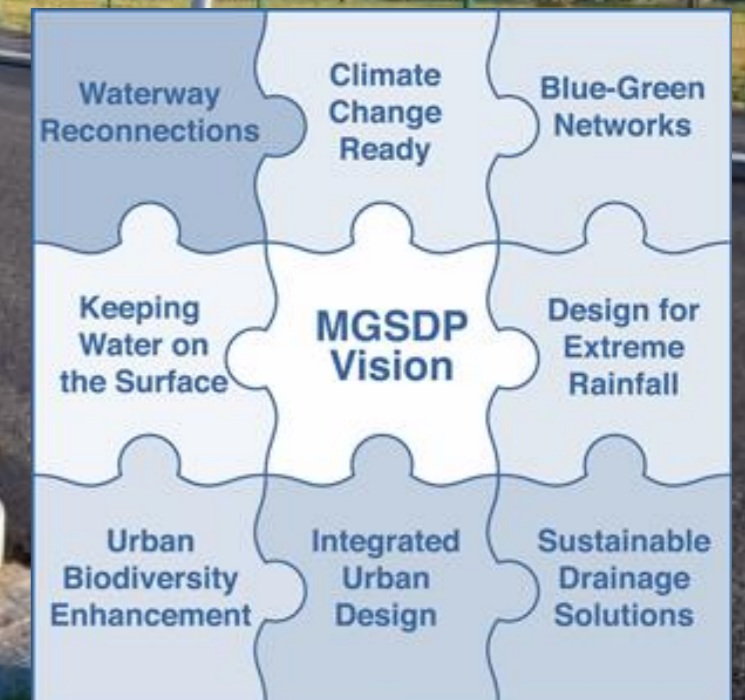 Waterway
Reconnections
Climate
Change
Ready
Blue-Green
Networks
Keeping
Water on
the Surface
MGSDP
Vision
Design for
Extreme
Rainfall
Urban
Biodiversity
Enhancement
Integrated
Urban
Design
Sustainable
Drainage
Solutions